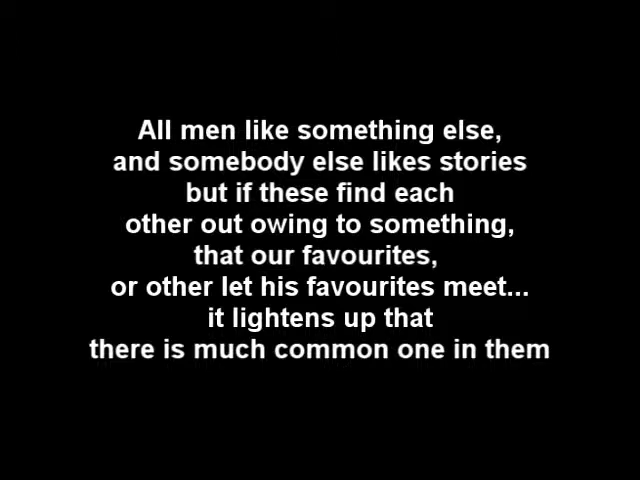 All men like something else,
and somebody else likes stories
but if these find each
other out owing to something,
that our favourites,
or other let his favourites meet...
it lightens up that
there is much common one in them